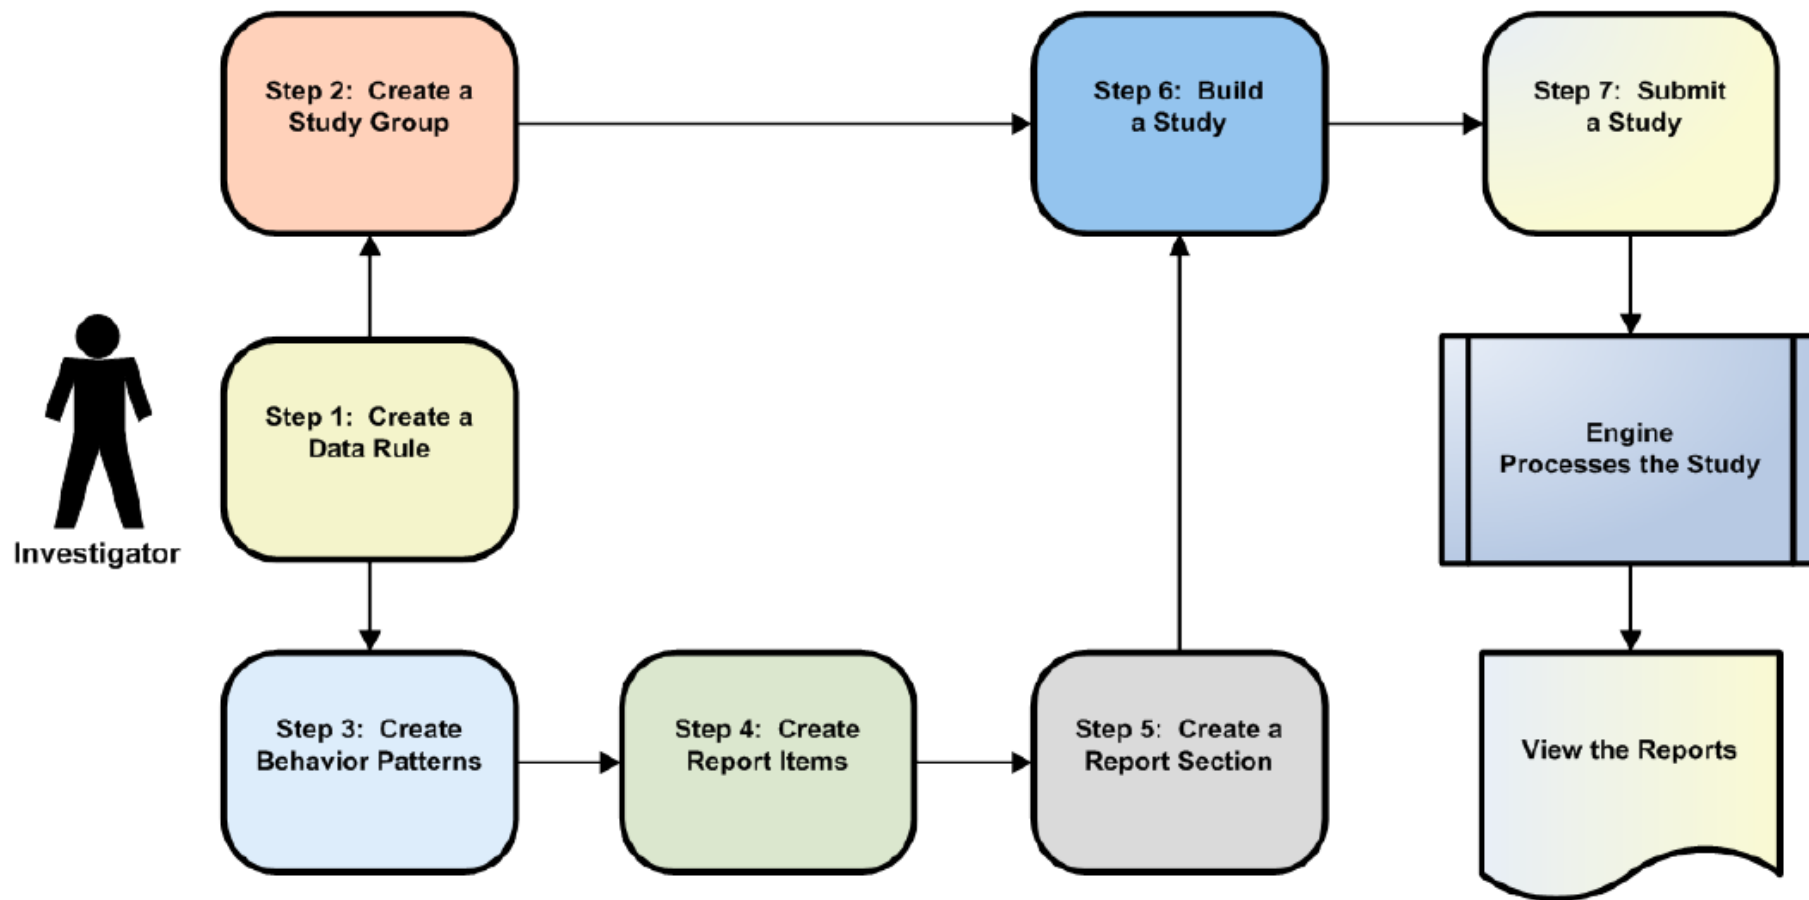 Step 2: Create a
Study Group
Step 6: Build
a Study
Step 7: Submit
a Study
Investigator
Step 1: Create a
Data Rule
Engine
Processes the Study
Step 3: Create
Behavior Patterns
Step 4: Create
Report Items
Step 5: Create a
Report Section
View the Reports